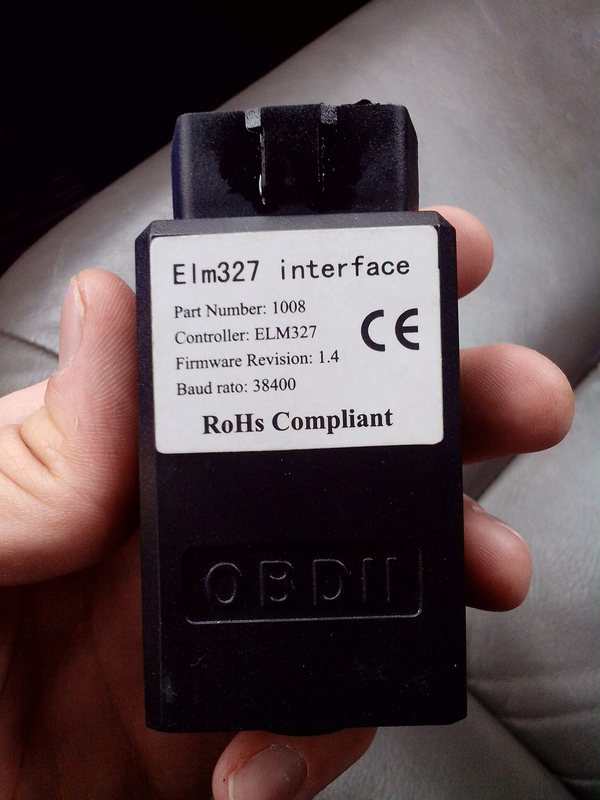 Elm327 interface
Part Number: 1008
Controller: ELM327
CE
Firmware Revision: 1.4
Baud rato: 38400
RoHs Compliant
OBDII